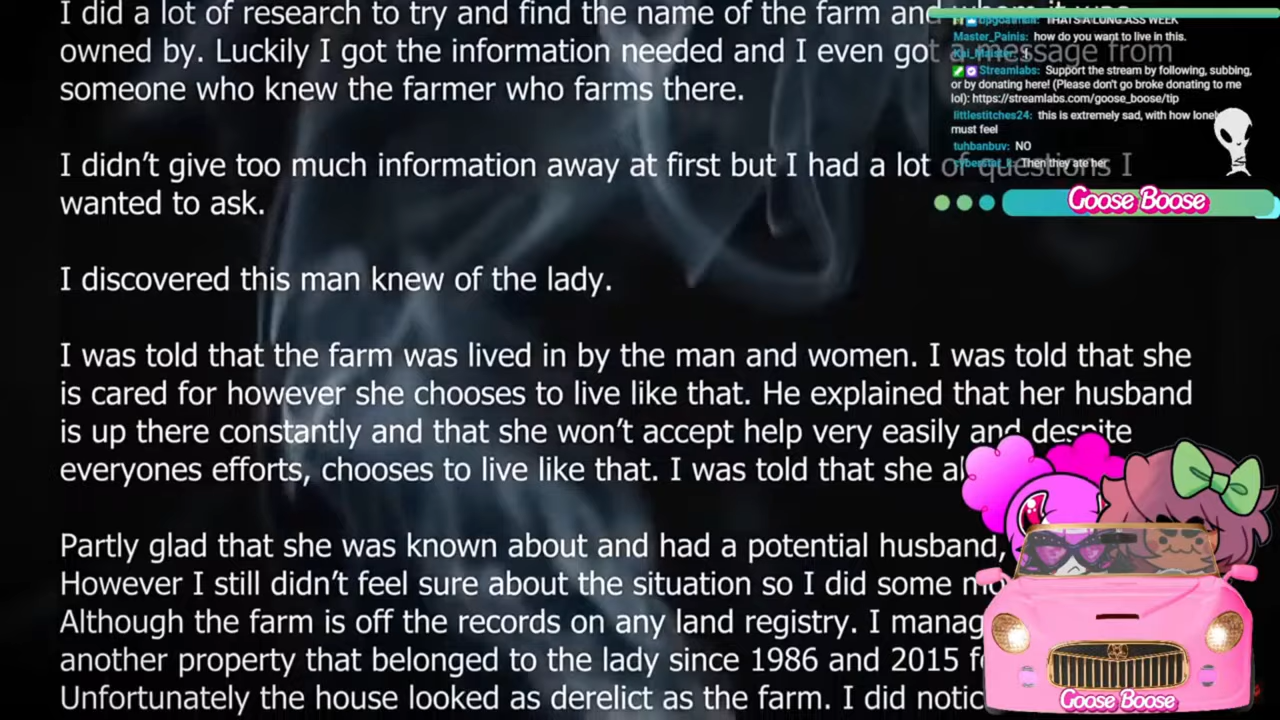 I did a lot of research to try and find the name of the farm and whom it was
owned by. Luckily I got the information needed and I even got a message from
someone who knew the farmer who farms there.
I didn't give too much information away at first but I had a lot of questions I
wanted to ask.
I discovered this man knew of the lady.
I was told that the farm was lived in by the man and women. I was told that she
is cared for however she chooses to live like that. He explained that her husband
is up there constantly and that she won't accept help very easily and despite
everyones efforts, chooses to live like that. I was told that she al
Partly glad that she was known about and had a potential husband,
However I still didn't feel sure about the situation so I did some mo
Although the farm is off the records on any land registry. I manag
another property that belonged to the lady since 1986 and 2015 f
Unfortunately the house looked as derelict as the farm. I did notic
THATS A LONG ASS WEEK
Master_Painis: how do you want to live in this.
Streamlabs: Support the stream by following, subbing,
or by donating here! (Please don't go broke donating to me
lol): https://streamlabs.com/goose_boose/tip
littlestitches24: this is extremely sad, with how lonel
must feel
tuhbanbuv: NO
Then they ate her
Goose Boose
Goose Boose